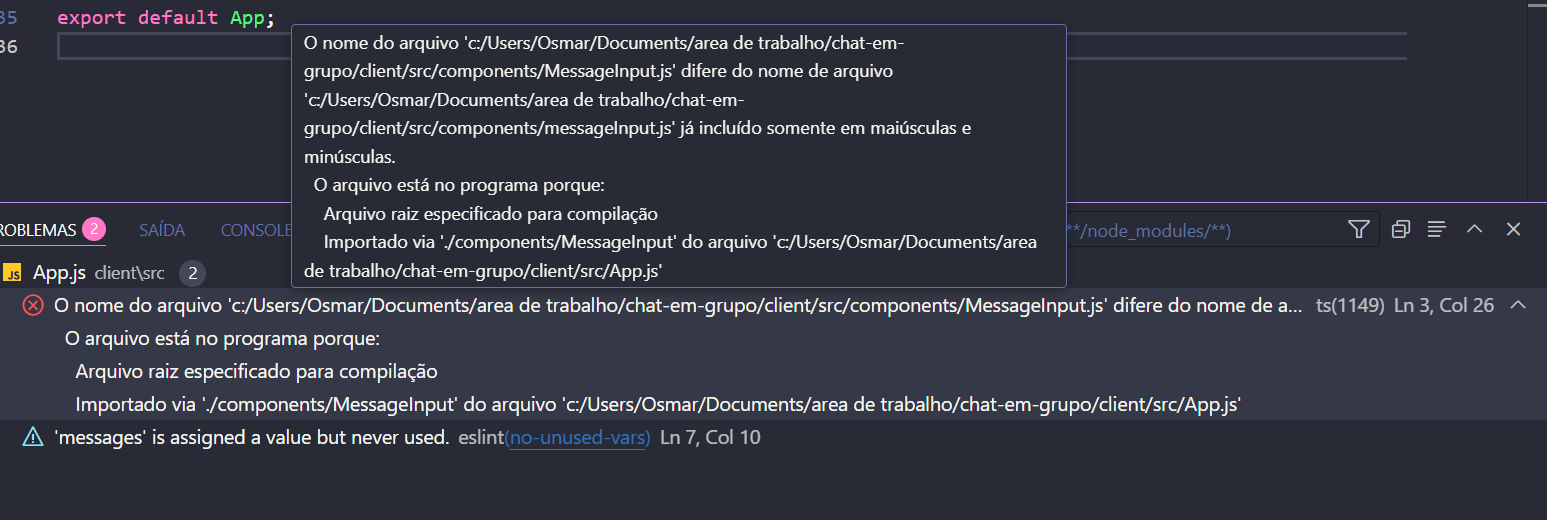 35 export default App;
36
O nome do arquivo 'c:/Users/Osmar/Documents/area de trabalho/chat-em-
grupo/client/src/components/MessageInput.js' difere do nome de arquivo
'c:/Users/Osmar/Documents/area de trabalho/chat-em-
grupo/client/src/components/messageInput.js' já incluído somente em maiúsculas e
minúsculas.
O arquivo está no programa porque:
Arquivo raiz especificado para compilação
Importado via './components/MessageInput' do arquivo 'c:/Users/Osmar/Documents/area
de trabalho/chat-em-grupo/client/src/App.js'
ROBLEMAS 2 SAÍDA CONSOLE **/node_modules/**)
JS App.js client\src 2
O nome do arquivo 'c:/Users/Osmar/Documents/area de trabalho/chat-em-grupo/client/src/components/MessageInput.js' difere do nome de a... ts(1149) Ln 3, Col 26
O arquivo está no programa porque:
Arquivo raiz especificado para compilação
Importado via './components/MessageInput' do arquivo 'c:/Users/Osmar/Documents/area de trabalho/chat-em-grupo/client/src/App.js'
'messages' is assigned a value but never used. eslint(no-unused-vars) Ln 7, Col 10